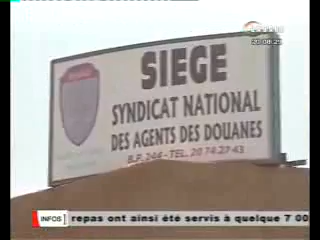 SIEGE
SYNDICAT NATIONAL
DES AGENTS DES DOUANES
B.P. 244 - TEL. 20 74 27 43
INFOS repas ont ainsi été servis à quelque 7 00